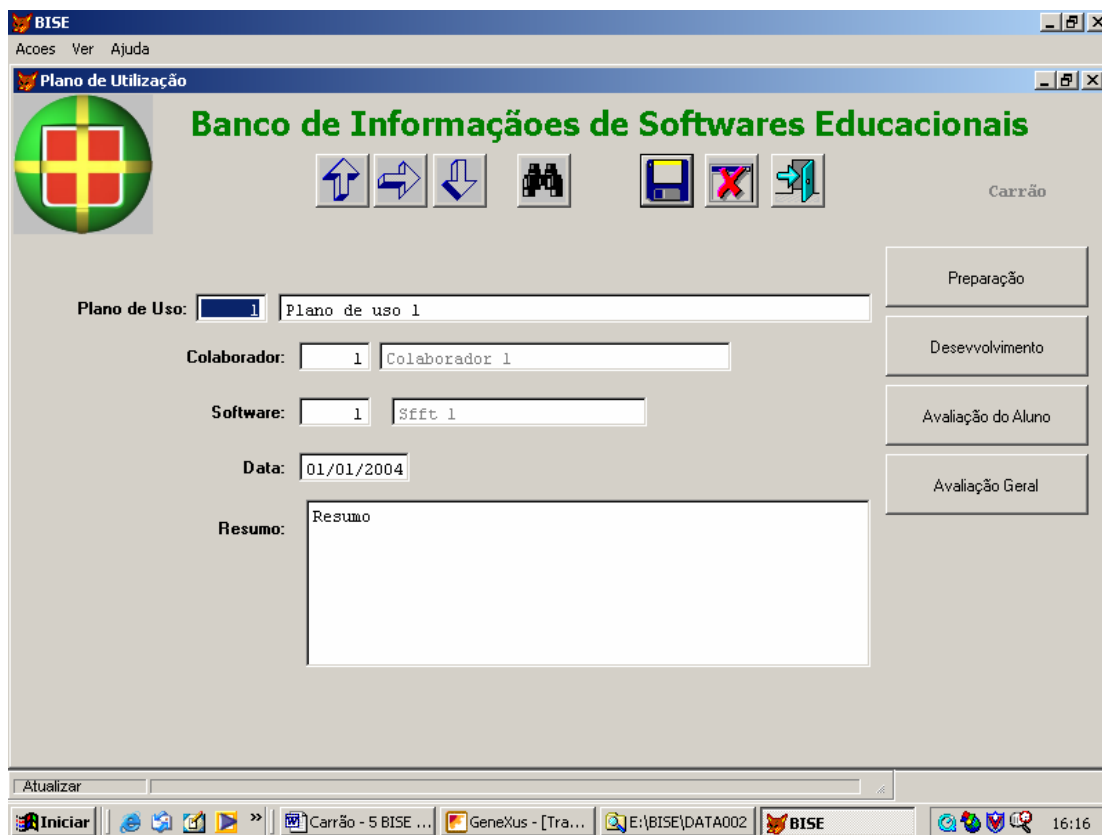 BISE
Acoes Ver Ajuda
Plano de Utilização
Banco de Informaçãoes de Softwares Educacionais
Carrão
Preparação
Plano de Uso: 1 Plano de uso 1
Desevvolvimento
Colaborador: 1 Colaborador 1
Software: 1 Sfft 1
Avaliação do Aluno
Data: 01/01/2004
Avaliação Geral
Resumo: Resumo
Atualizar
Iniciar » Carrão - 5 BISE ... GeneXus - [Tra... E:\BISE\DATA002 BISE 16:16